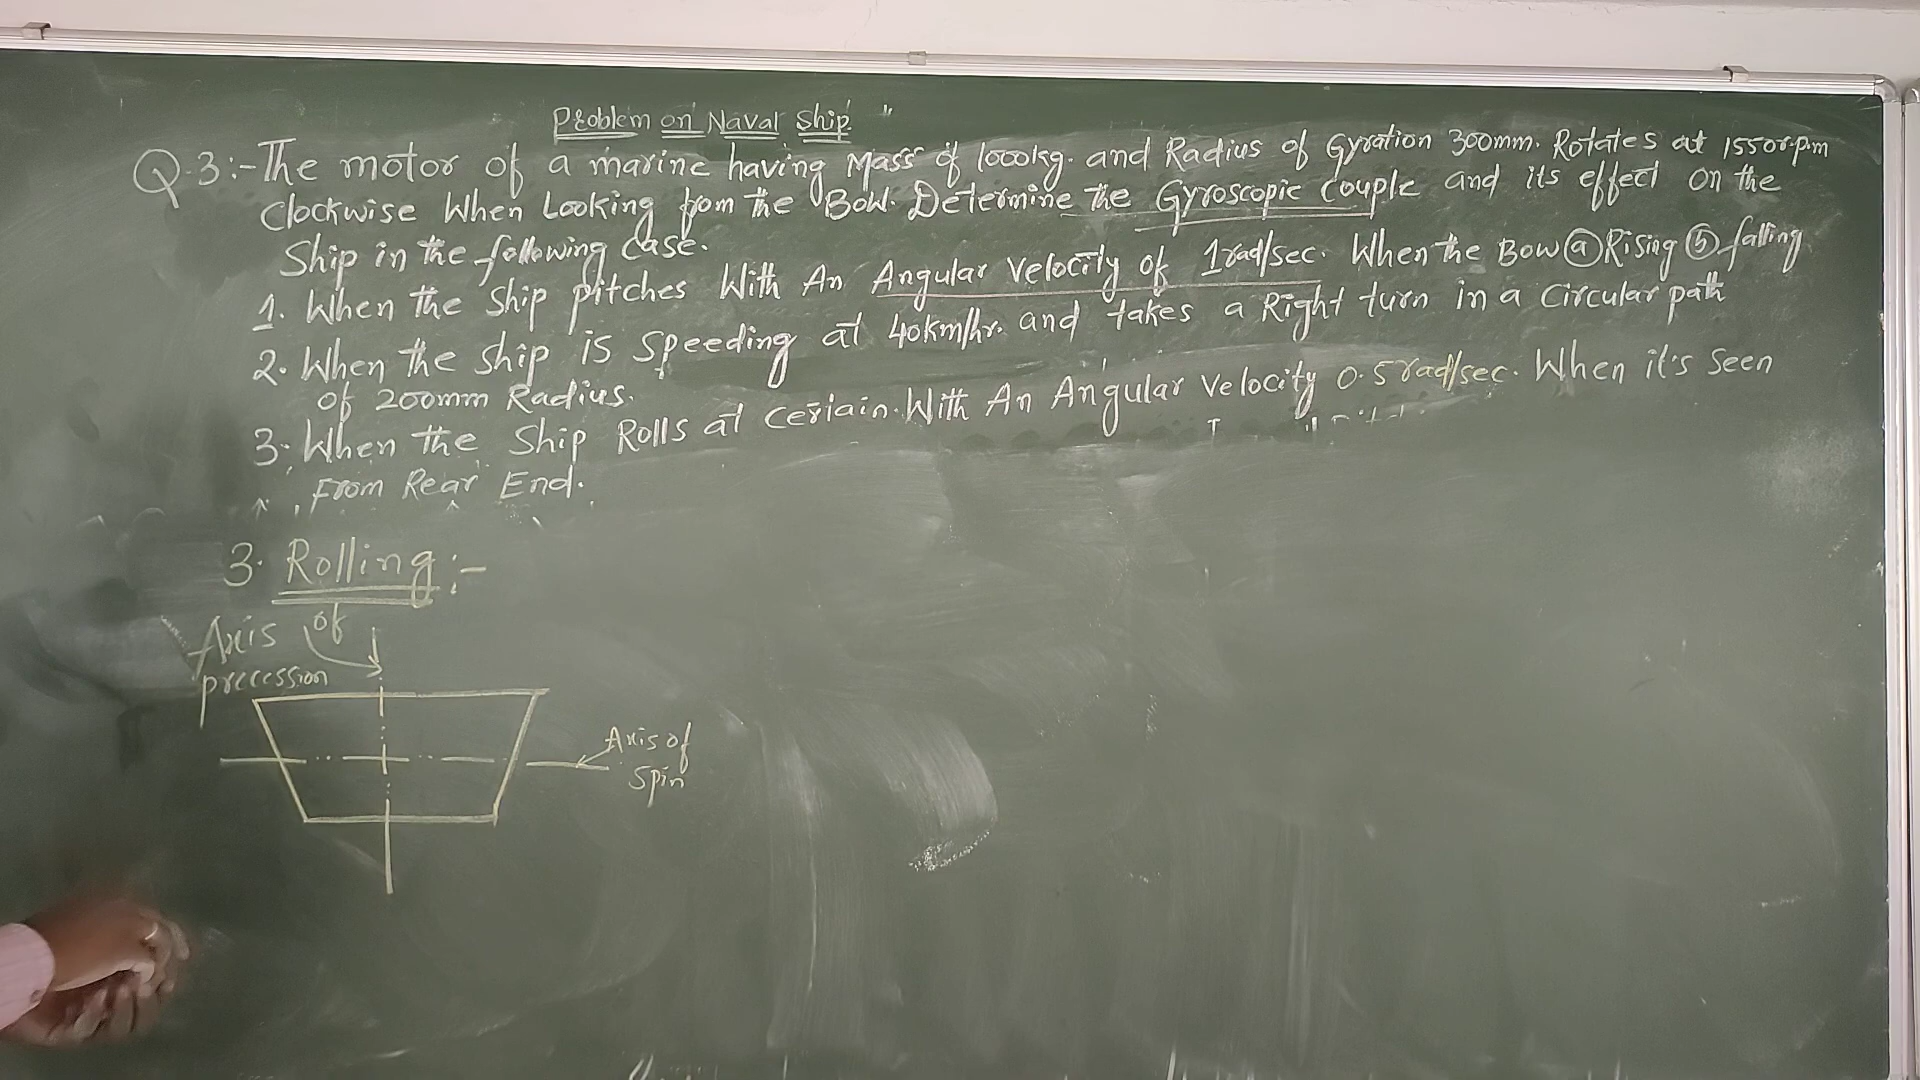 Problem on Naval Ship "
Q.3:- The motor of a marine having Mass of 1000kg. and Radius of Gyration 300mm. Rotates at 1550r.p.m
Clockwise When Looking from the Bow. Determine the Gyroscopic Couple and its effect on the
Ship in the following Case.
1. When the Ship pitches With An Angular Velocity of 1rad/sec. When the Bow (a) Rising (b) falling
2. When the Ship is Speeding at 40km/hr. and takes a Right turn in a Circular path
of 200mm Radius.
3. When the Ship Rolls at Certain. With An Angular Velocity 0.5 rad/sec. When it's Seen
from Rear End.
3. Rolling :-
Axis of
precession
Axis of
Spin